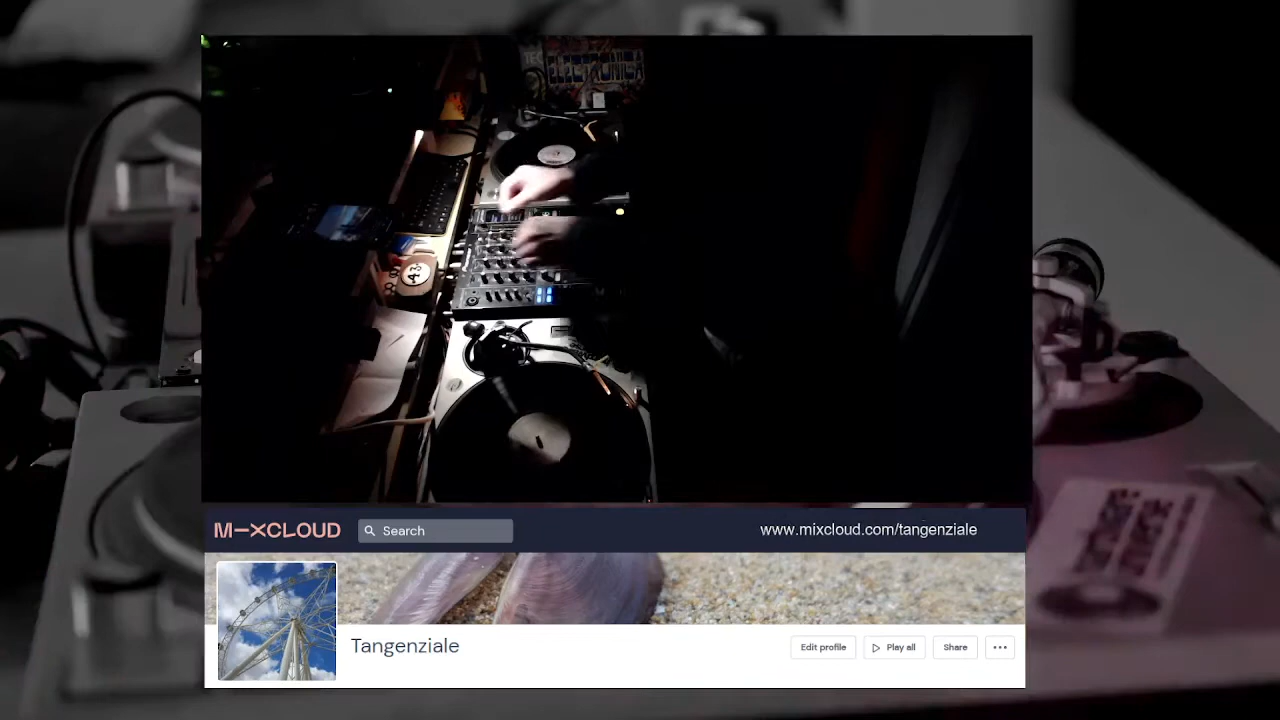 M—XCLOUD
Search
www.mixcloud.com/tangenziale
Tangenziale
Edit profile
Play all
Share